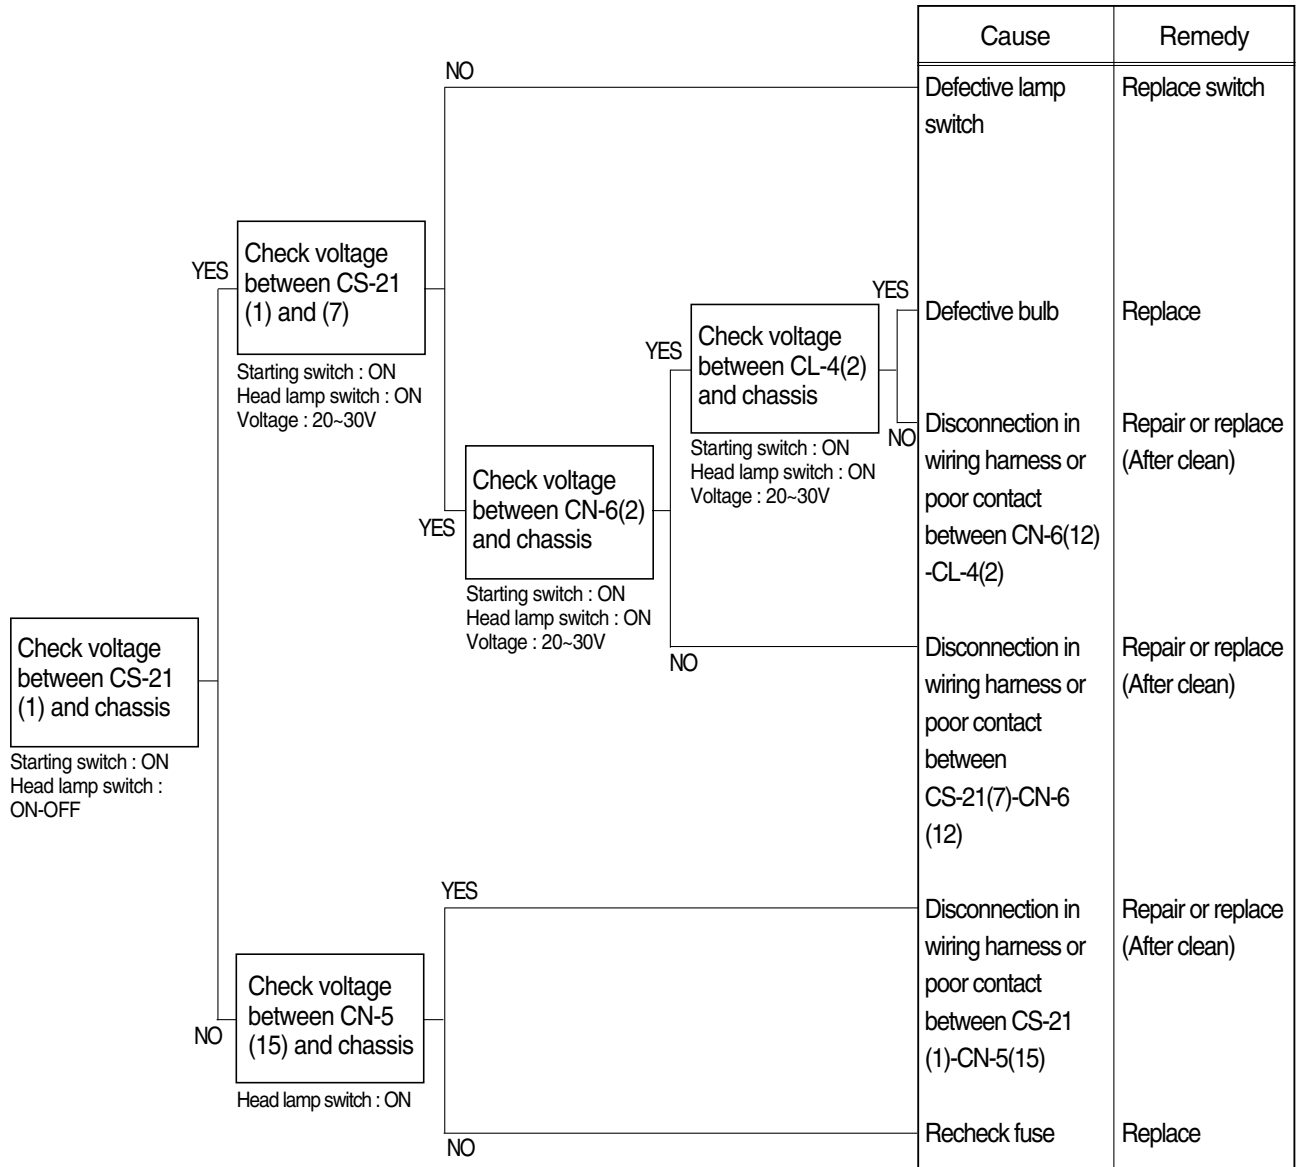 Cause
Remedy
NO
Defective lamp
switch
Replace switch
YES
Check voltage
between CS-21
(1) and (7)
Starting switch : ON
Head lamp switch : ON
Voltage : 20~30V
YES
Defective bulb
Replace
YES
Check voltage
between CL-4(2)
and chassis
Starting switch : ON
Head lamp switch : ON
Voltage : 20~30V
NO
Disconnection in
wiring harness or
poor contact
between CN-6(12)
-CL-4(2)
Repair or replace
(After clean)
YES
Check voltage
between CN-6(2)
and chassis
Starting switch : ON
Head lamp switch : ON
Voltage : 20~30V
NO
Disconnection in
wiring harness or
poor contact
between
CS-21(7)-CN-6
(12)
Repair or replace
(After clean)
Check voltage
between CS-21
(1) and chassis
Starting switch : ON
Head lamp switch :
ON-OFF
YES
Disconnection in
wiring harness or
poor contact
between CS-21
(1)-CN-5(15)
Repair or replace
(After clean)
NO
Check voltage
between CN-5
(15) and chassis
Head lamp switch : ON
NO
Recheck fuse
Replace